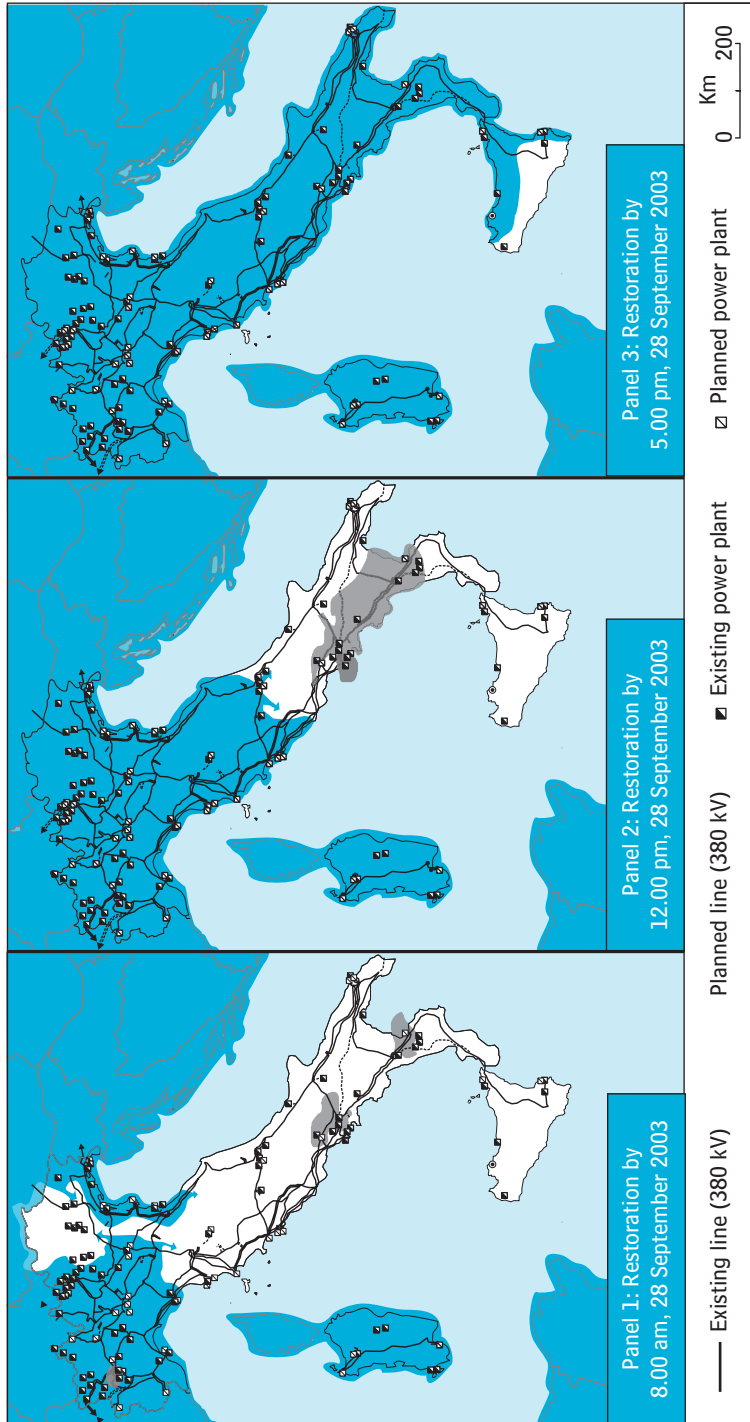 Panel 1: Restoration by
8.00 am, 28 September 2003
Panel 2: Restoration by
12.00 pm, 28 September 2003
Panel 3: Restoration by
5.00 pm, 28 September 2003
Existing line (380 kV)
Planned line (380 kV)
Existing power plant
Planned power plant
Km
0 200